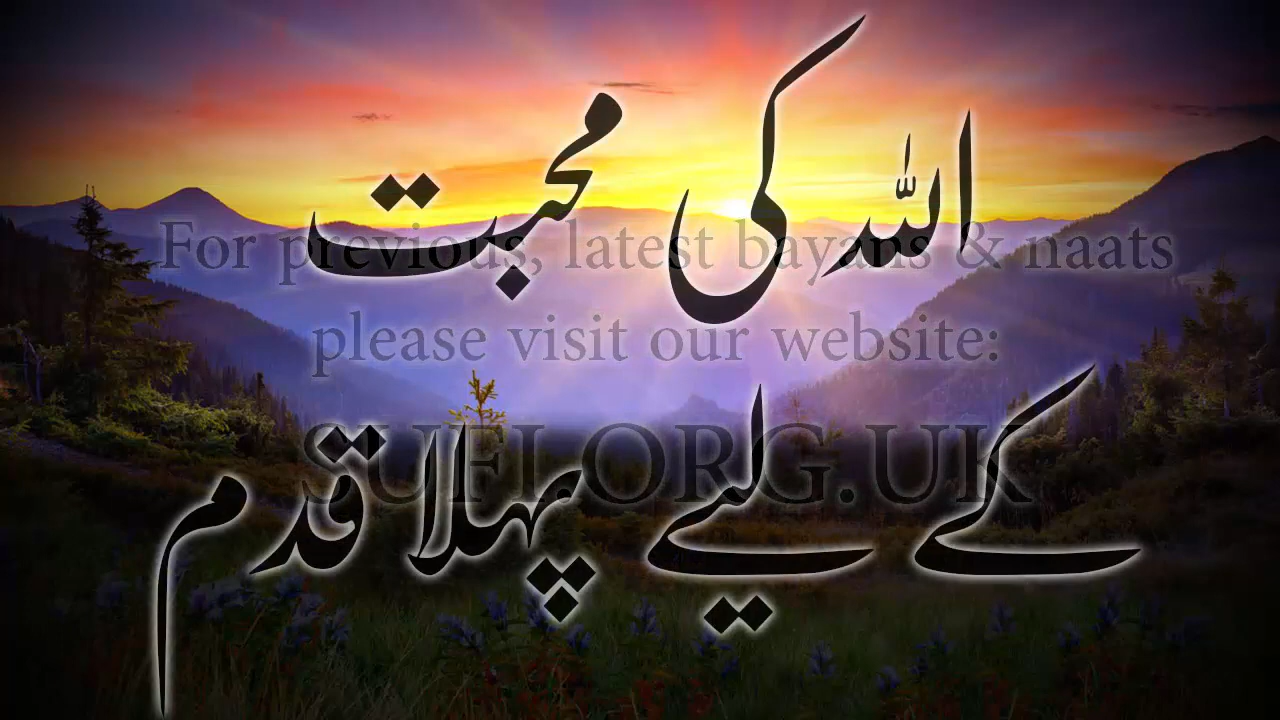 اللہ کی محبت
For previous, latest bayans & naats
please visit our website:
کے لیے پہلا قدم
SUFI.ORG.UK